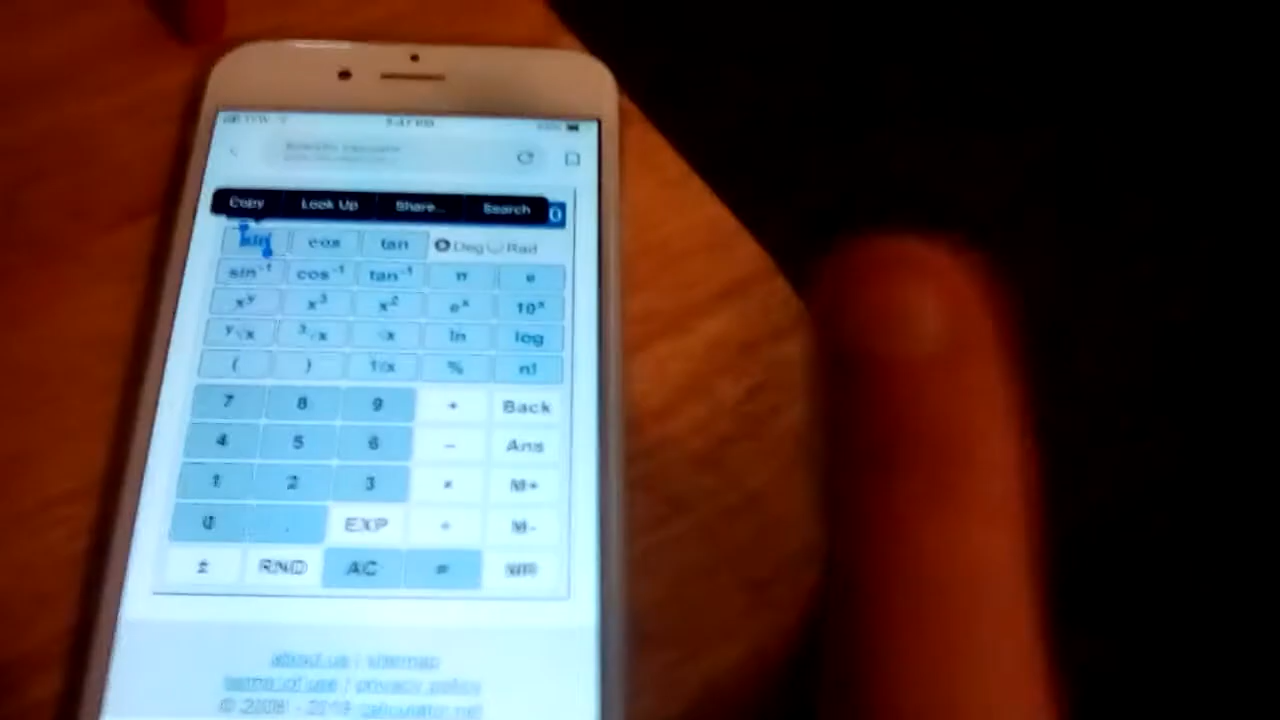 Copy Look Up Share... Search
0
sin cos tan Deg Rad
sin⁻¹ cos⁻¹ tan⁻¹ π e
xʸ x³ x² eˣ 10ˣ
ʸ√x ³√x √x ln log
( ) 1/x % n!
7 8 9 + Back
4 5 6 - Ans
1 2 3 × M+
0 . EXP ÷ M-
± RND AC = MR
about us | sitemap
terms of use | privacy policy
© 2008 - 2019 calculator.net